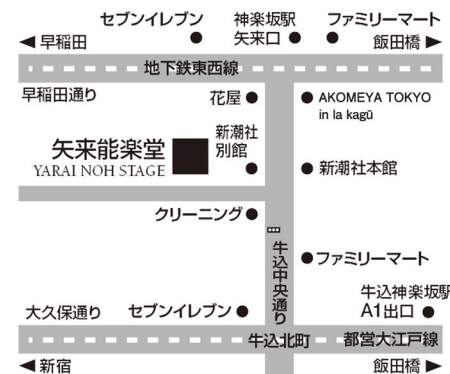 セブンイレブン
神楽坂駅
矢来口
ファミリーマート
早稲田
飯田橋
地下鉄東西線
早稲田通り
花屋
AKOMEYA TOKYO
in la kagū
矢来能楽堂
YARAI NOH STAGE
新潮社
別館
新潮社本館
クリーニング
牛込中央通り
ファミリーマート
牛込神楽坂駅
A1出口
大久保通り
セブンイレブン
牛込北町
都営大江戸線
新宿
飯田橋